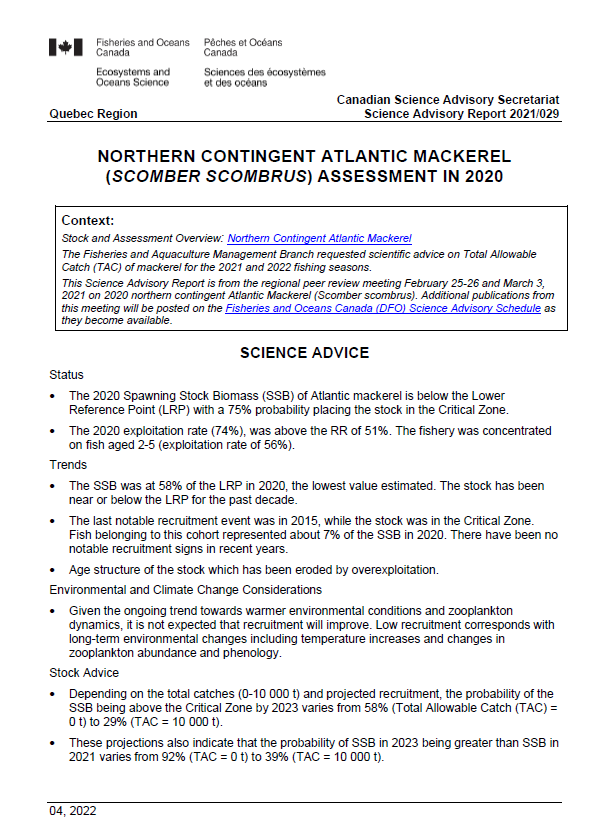 Fisheries and Oceans
Canada
Pêches et Océans
Canada
Ecosystems and
Oceans Science
Sciences des écosystèmes
et des océans
Canadian Science Advisory Secretariat
Quebec Region Science Advisory Report 2021/029
NORTHERN CONTINGENT ATLANTIC MACKEREL
(SCOMBER SCOMBRUS) ASSESSMENT IN 2020
Context:
Stock and Assessment Overview: Northern Contingent Atlantic Mackerel
The Fisheries and Aquaculture Management Branch requested scientific advice on Total Allowable
Catch (TAC) of mackerel for the 2021 and 2022 fishing seasons.
This Science Advisory Report is from the regional peer review meeting February 25-26 and March 3,
2021 on 2020 northern contingent Atlantic Mackerel (Scomber scombrus). Additional publications from
this meeting will be posted on the Fisheries and Oceans Canada (DFO) Science Advisory Schedule as
they become available.
SCIENCE ADVICE
Status
• The 2020 Spawning Stock Biomass (SSB) of Atlantic mackerel is below the Lower
Reference Point (LRP) with a 75% probability placing the stock in the Critical Zone.
• The 2020 exploitation rate (74%), was above the RR of 51%. The fishery was concentrated
on fish aged 2-5 (exploitation rate of 56%).
Trends
• The SSB was at 58% of the LRP in 2020, the lowest value estimated. The stock has been
near or below the LRP for the past decade.
• The last notable recruitment event was in 2015, while the stock was in the Critical Zone.
Fish belonging to this cohort represented about 7% of the SSB in 2020. There have been no
notable recruitment signs in recent years.
• Age structure of the stock which has been eroded by overexploitation.
Environmental and Climate Change Considerations
• Given the ongoing trend towards warmer environmental conditions and zooplankton
dynamics, it is not expected that recruitment will improve. Low recruitment corresponds with
long-term environmental changes including temperature increases and changes in
zooplankton abundance and phenology.
Stock Advice
• Depending on the total catches (0-10 000 t) and projected recruitment, the probability of the
SSB being above the Critical Zone by 2023 varies from 58% (Total Allowable Catch (TAC) =
0 t) to 29% (TAC = 10 000 t).
• These projections also indicate that the probability of SSB in 2023 being greater than SSB in
2021 varies from 92% (TAC = 0 t) to 39% (TAC = 10 000 t).
04, 2022